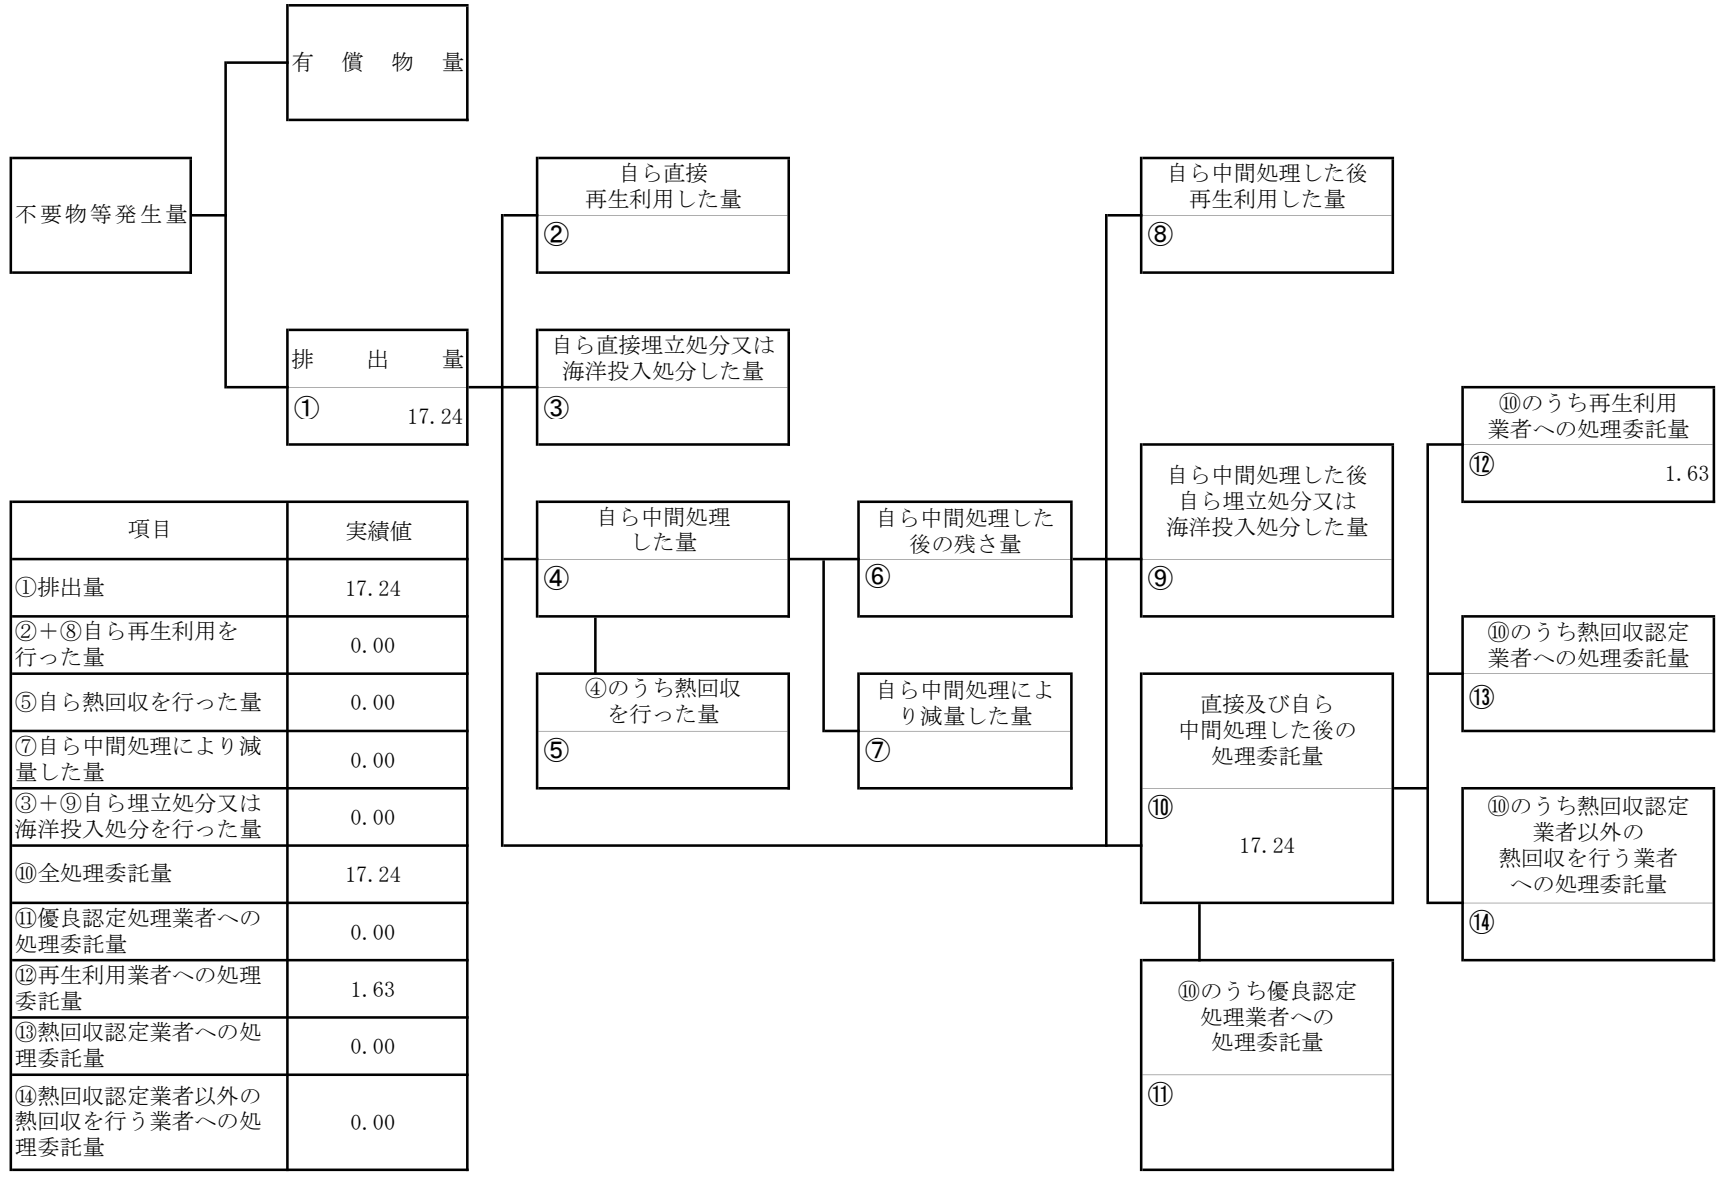 有償物量
不要物等発生量
自ら直接
再生利用した量
②
自ら中間処理した後
再生利用した量
⑧
排出量
① 17.24
自ら直接埋立処分又は
海洋投入処分した量
③
⑩のうち再生利用
業者への処理委託量
⑫ 1.63
自ら中間処理した後
自ら埋立処分又は
海洋投入処分した量
⑨
自ら中間処理
した量
④
自ら中間処理した
後の残さ量
⑥
⑩のうち熱回収認定
業者への処理委託量
⑬
④のうち熱回収
を行った量
⑤
自ら中間処理によ
り減量した量
⑦
直接及び自ら
中間処理した後の
処理委託量
⑩
17.24
⑩のうち熱回収認定
業者以外の
熱回収を行う業者
への処理委託量
⑭
⑩のうち優良認定
処理業者への
処理委託量
⑪
項目 実績値
①排出量 17.24
②＋⑧自ら再生利用を
行った量 0.00
⑤自ら熱回収を行った量 0.00
⑦自ら中間処理により減
量した量 0.00
③＋⑨自ら埋立処分又は
海洋投入処分を行った量 0.00
⑩全処理委託量 17.24
⑪優良認定処理業者への
処理委託量 0.00
⑫再生利用業者への処理
委託量 1.63
⑬熱回収認定業者への処
理委託量 0.00
⑭熱回収認定業者以外の
熱回収を行う業者への処
理委託量 0.00